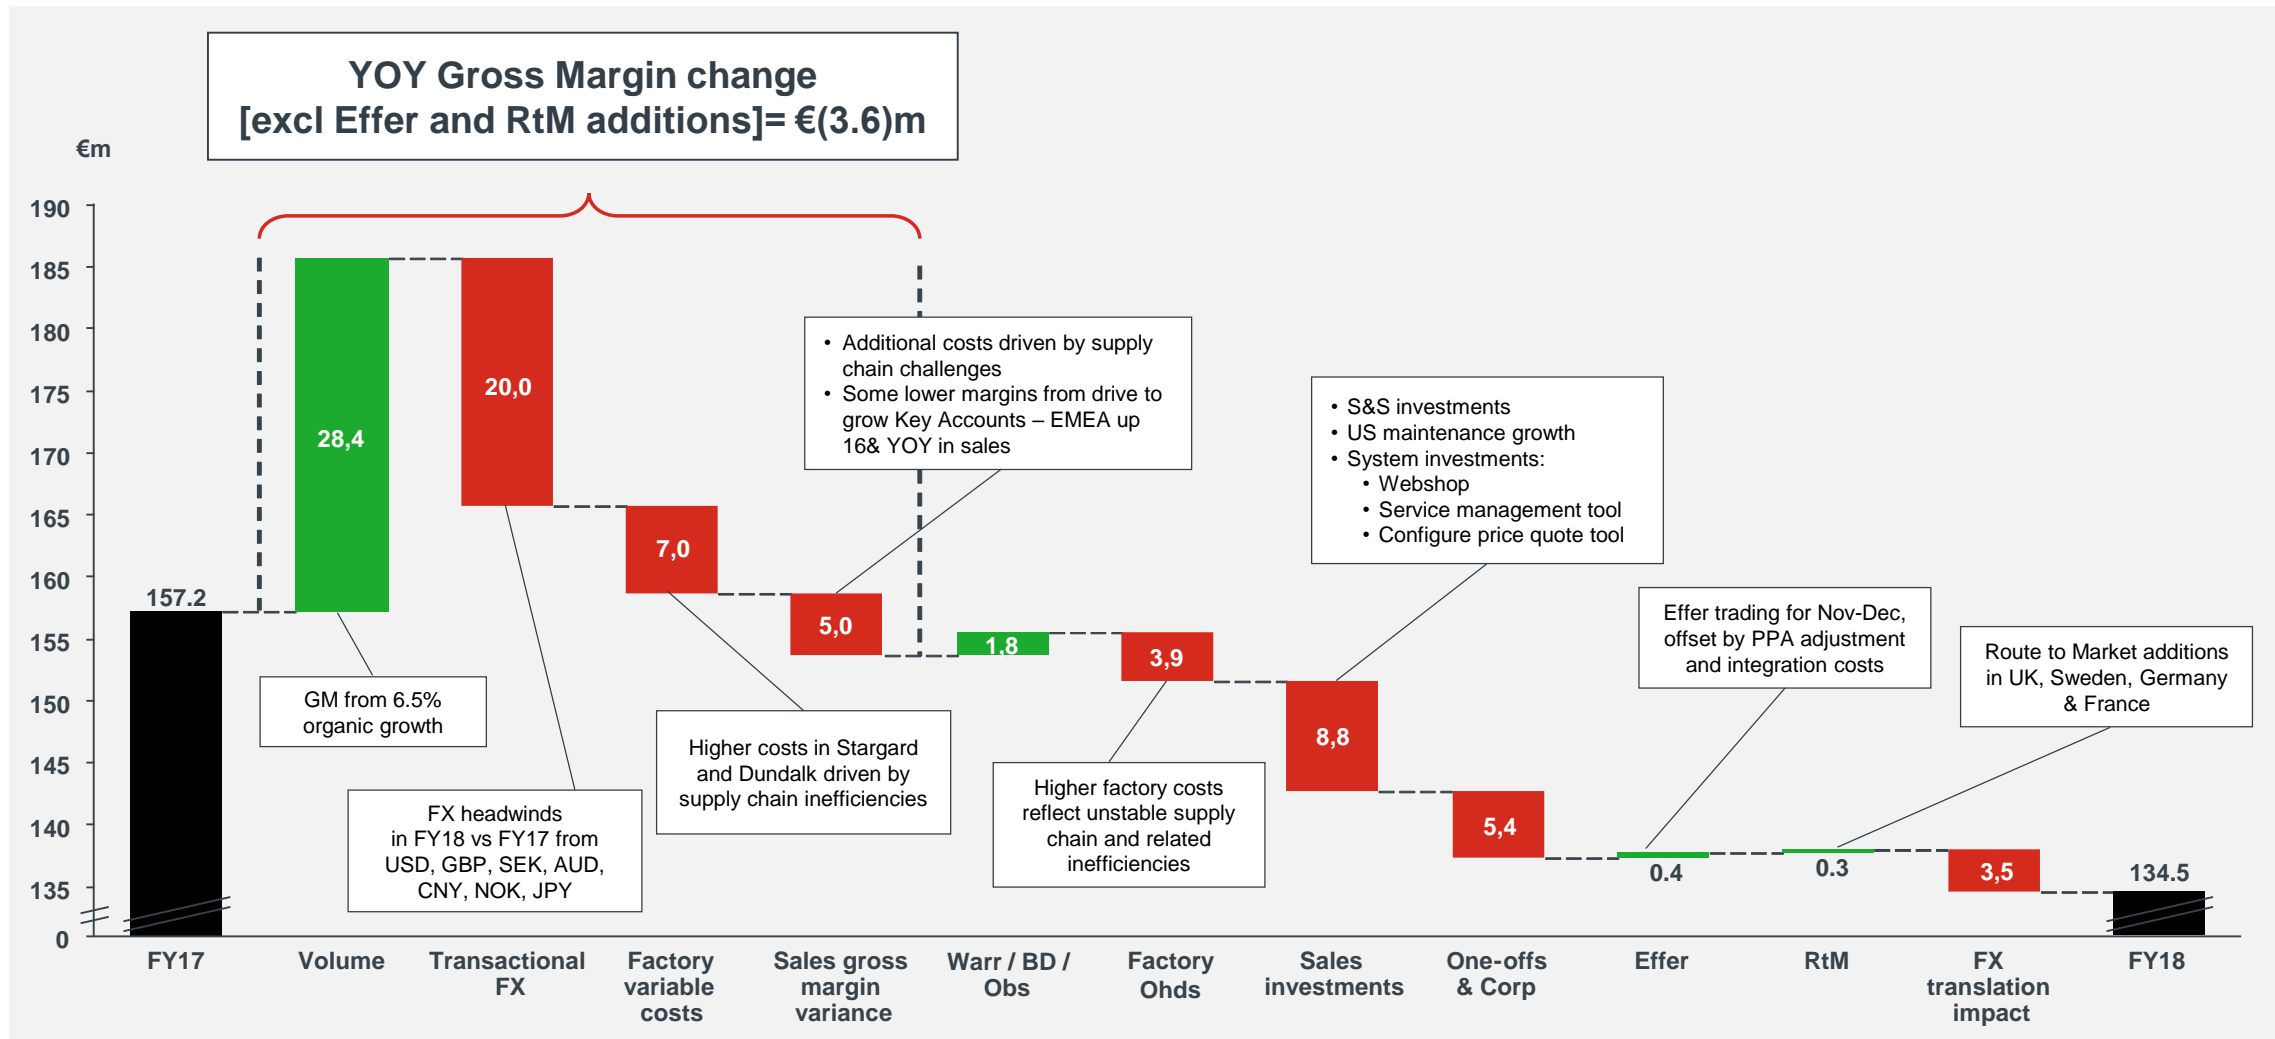 YOY Gross Margin change
[excl Effer and RtM additions]= €(3.6)m
€m
190
185
180
175
170
165
160
155
150
145
140
135
0
157.2
28,4
20,0
7,0
5,0
1,8
3,9
8,8
5,4
0.4
0.3
3,5
134.5
• Additional costs driven by supply
chain challenges
• Some lower margins from drive to
grow Key Accounts – EMEA up
16& YOY in sales
• S&S investments
• US maintenance growth
• System investments:
• Webshop
• Service management tool
• Configure price quote tool
Effer trading for Nov-Dec,
offset by PPA adjustment
and integration costs
Route to Market additions
in UK, Sweden, Germany
& France
GM from 6.5%
organic growth
FX headwinds
in FY18 vs FY17 from
USD, GBP, SEK, AUD,
CNY, NOK, JPY
Higher costs in Stargard
and Dundalk driven by
supply chain inefficiencies
Higher factory costs
reflect unstable supply
chain and related
inefficiencies
FY17
Volume
Transactional
FX
Factory
variable
costs
Sales gross
margin
variance
Warr / BD /
Obs
Factory
Ohds
Sales
investments
One-offs
& Corp
Effer
RtM
FX
translation
impact
FY18